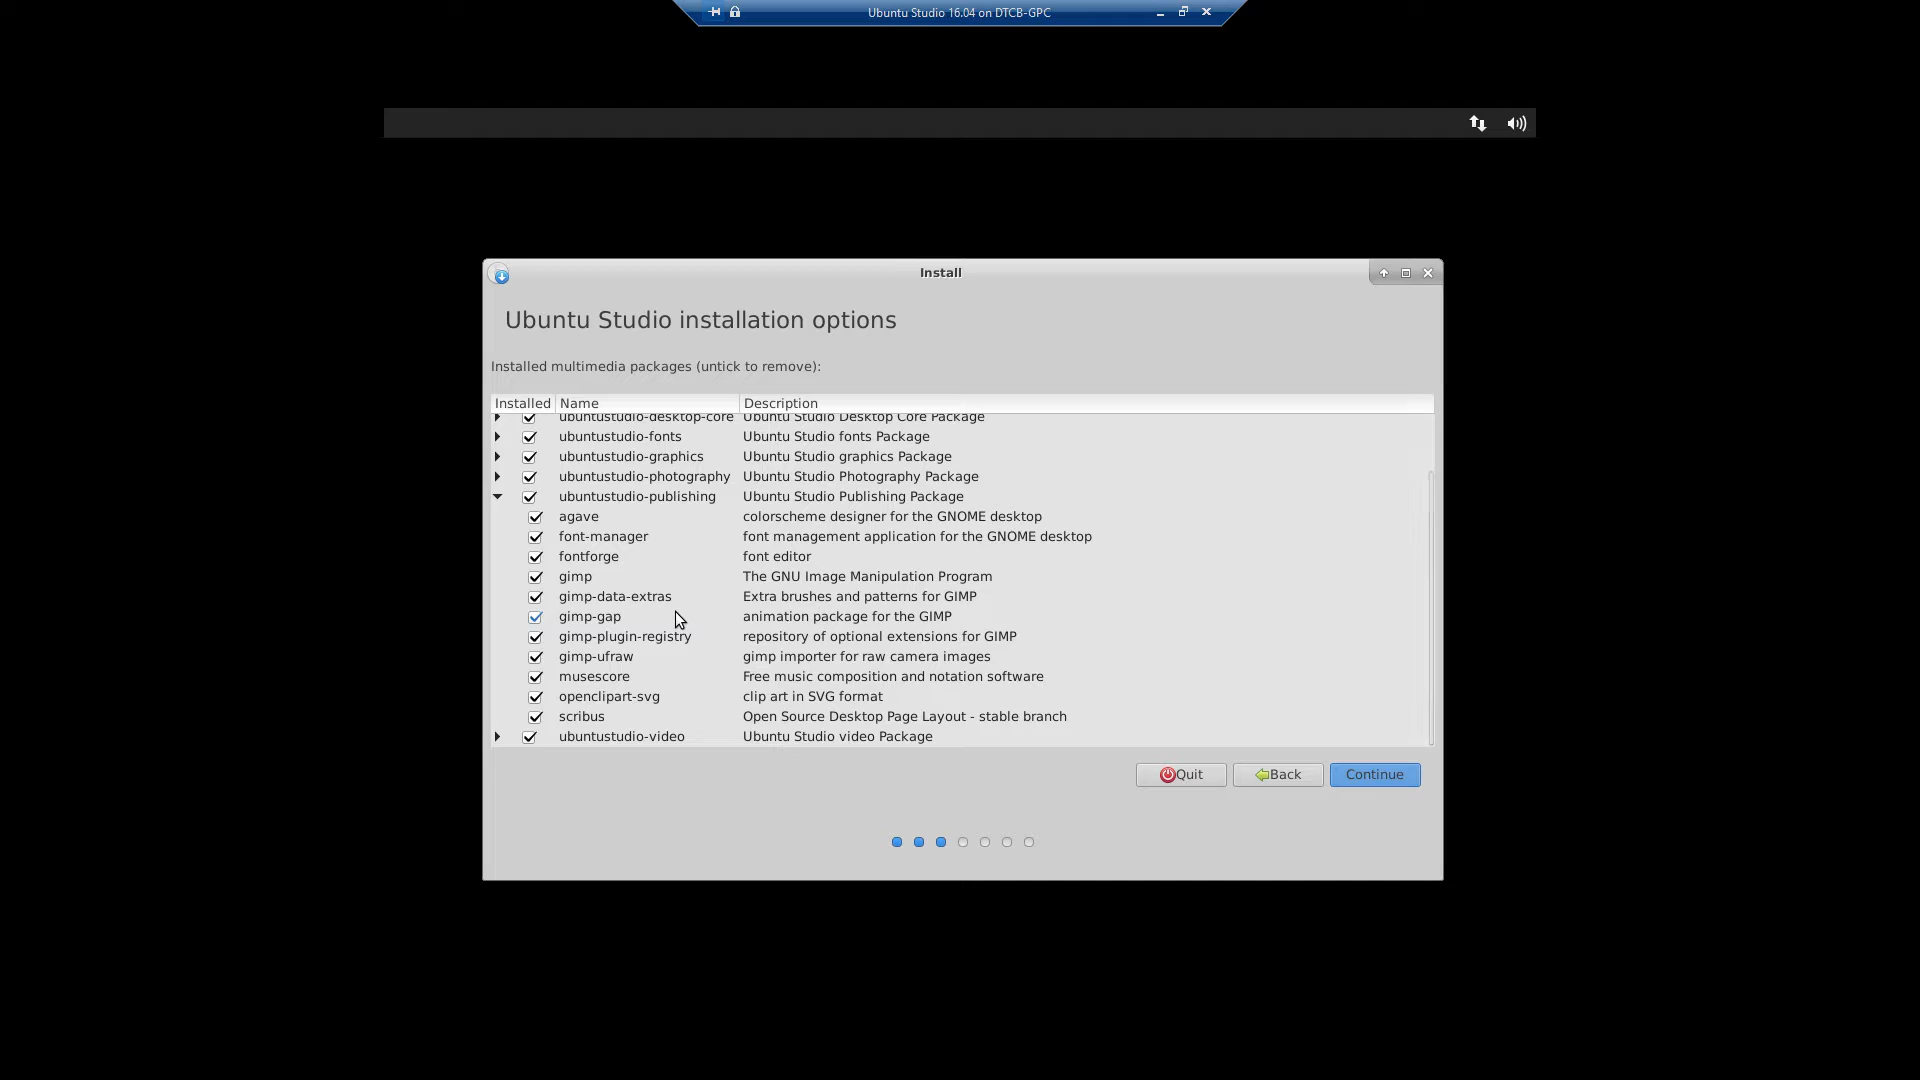 Ubuntu Studio 16.04 on DTCB-GPC
Install
Ubuntu Studio installation options
Installed multimedia packages (untick to remove):
Installed Name Description
ubuntustudio-desktop-core Ubuntu Studio Desktop Core Package
ubuntustudio-fonts Ubuntu Studio fonts Package
ubuntustudio-graphics Ubuntu Studio graphics Package
ubuntustudio-photography Ubuntu Studio Photography Package
ubuntustudio-publishing Ubuntu Studio Publishing Package
agave colorscheme designer for the GNOME desktop
font-manager font management application for the GNOME desktop
fontforge font editor
gimp The GNU Image Manipulation Program
gimp-data-extras Extra brushes and patterns for GIMP
gimp-gap animation package for the GIMP
gimp-plugin-registry repository of optional extensions for GIMP
gimp-ufraw gimp importer for raw camera images
musescore Free music composition and notation software
openclipart-svg clip art in SVG format
scribus Open Source Desktop Page Layout - stable branch
ubuntustudio-video Ubuntu Studio video Package
Quit Back Continue